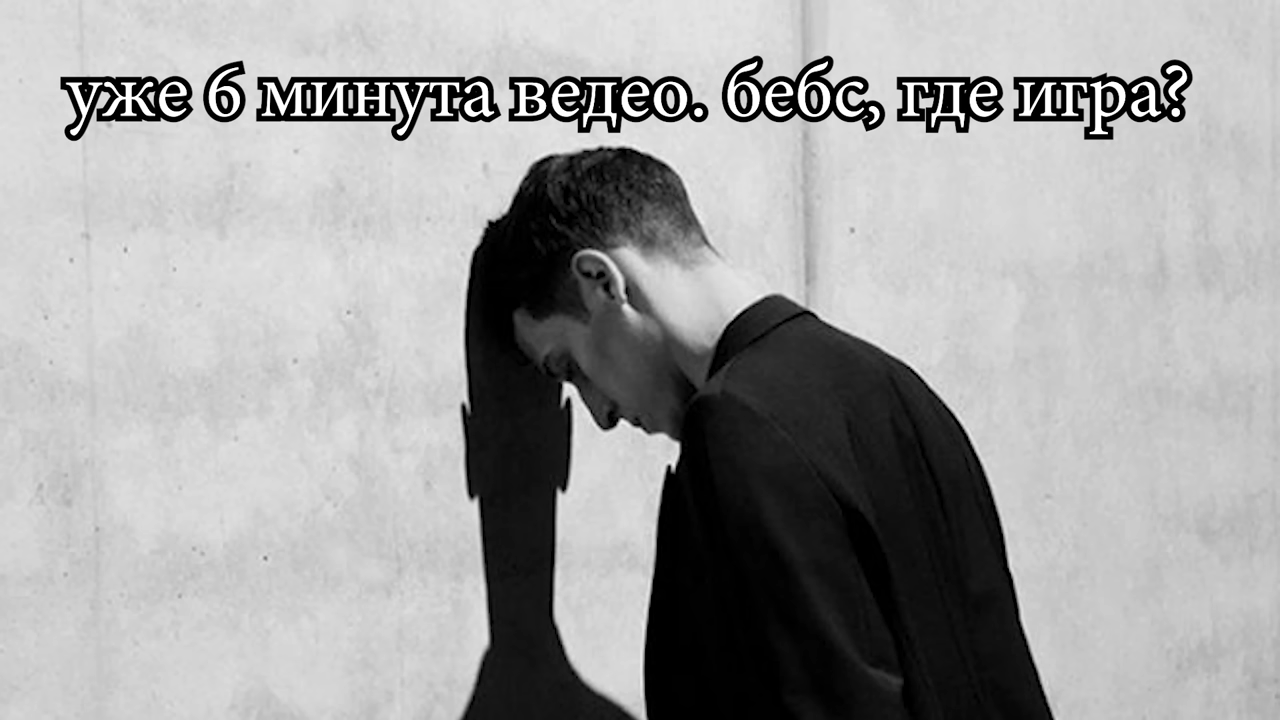 уже 6 минута ведео. бебс, где игра?